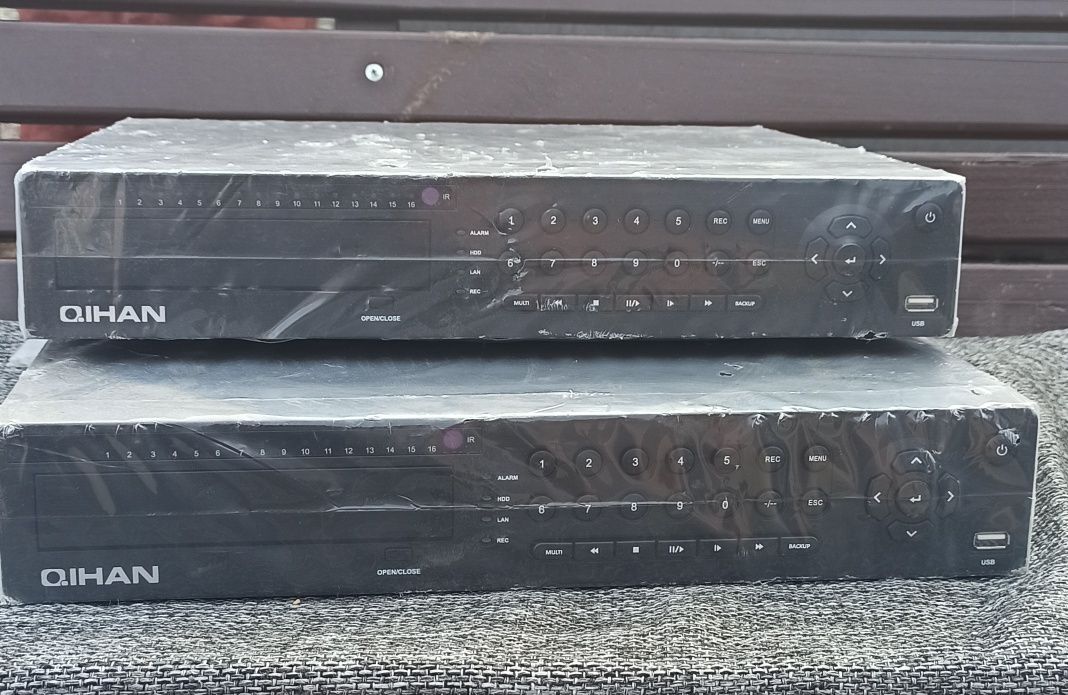 1 2 3 4 5 6 7 8 9 10 11 12 13 14 15 16 IR
1 2 3 4 5 REC MENU
ALARM
HDD
6 7 8 9 0 -/-- ESC
LAN
REC
MULTI BACKUP
QIHAN
OPEN/CLOSE
USB
1 2 3 4 5 6 7 8 9 10 11 12 13 14 15 16 IR
1 2 3 4 5 REC MENU
ALARM
HDD
6 7 8 9 0 -/-- ESC
LAN
REC
MULTI BACKUP
QIHAN
OPEN/CLOSE
USB